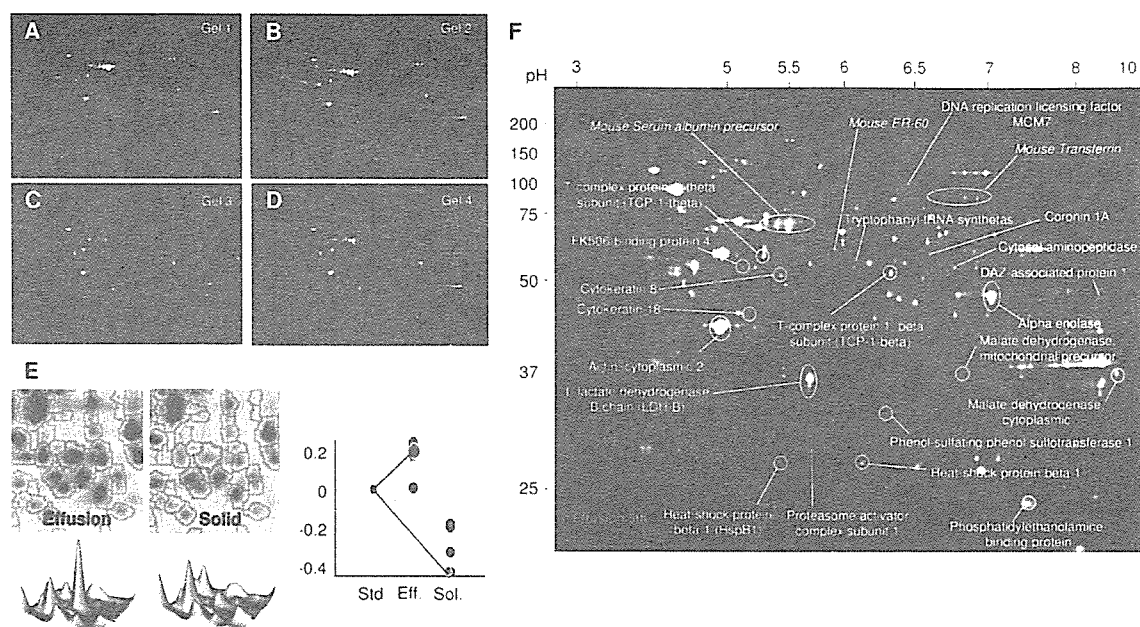 A
Gel 1
B
Gel 2
C
Gel 3
D
Gel 4
E
Effusion
Solid
0.2
0
-0.2
-0.4
Std
Eff.
Sol.
F
pH
3
5
5.5
6
6.5
7
8
10
200
150
100
75
50
37
25
Mouse Serum albumin precursor
Mouse ER-60
DNA replication licensing factor
MCM7
Mouse Transferrin
T-complex protein theta
subunit (TCP-1-theta)
Tryptophanyl-tRNA synthetas
Coronin 1A
FK506-binding protein 4
Cytosol aminopeptidase
Cytokeratin 8
DAZ-associated protein 1
Cytokeratin 18
T-complex protein 1, beta
subunit (TCP-1-beta)
Alpha enolase
Malate dehydrogenase,
mitochondrial precursor
Actin, cytoplasmic 2
L-lactate dehydrogenase
B chain (LDH-B)
Malate dehydrogenase
cytoplasmic
Phenol-sulfating phenol sulfotransferase 1
Heat-shock protein beta-1
Heat-shock protein
beta-1 (HspB1)
Proteasome activator
complex subunit 1
Phosphatidylethanolamine
binding protein